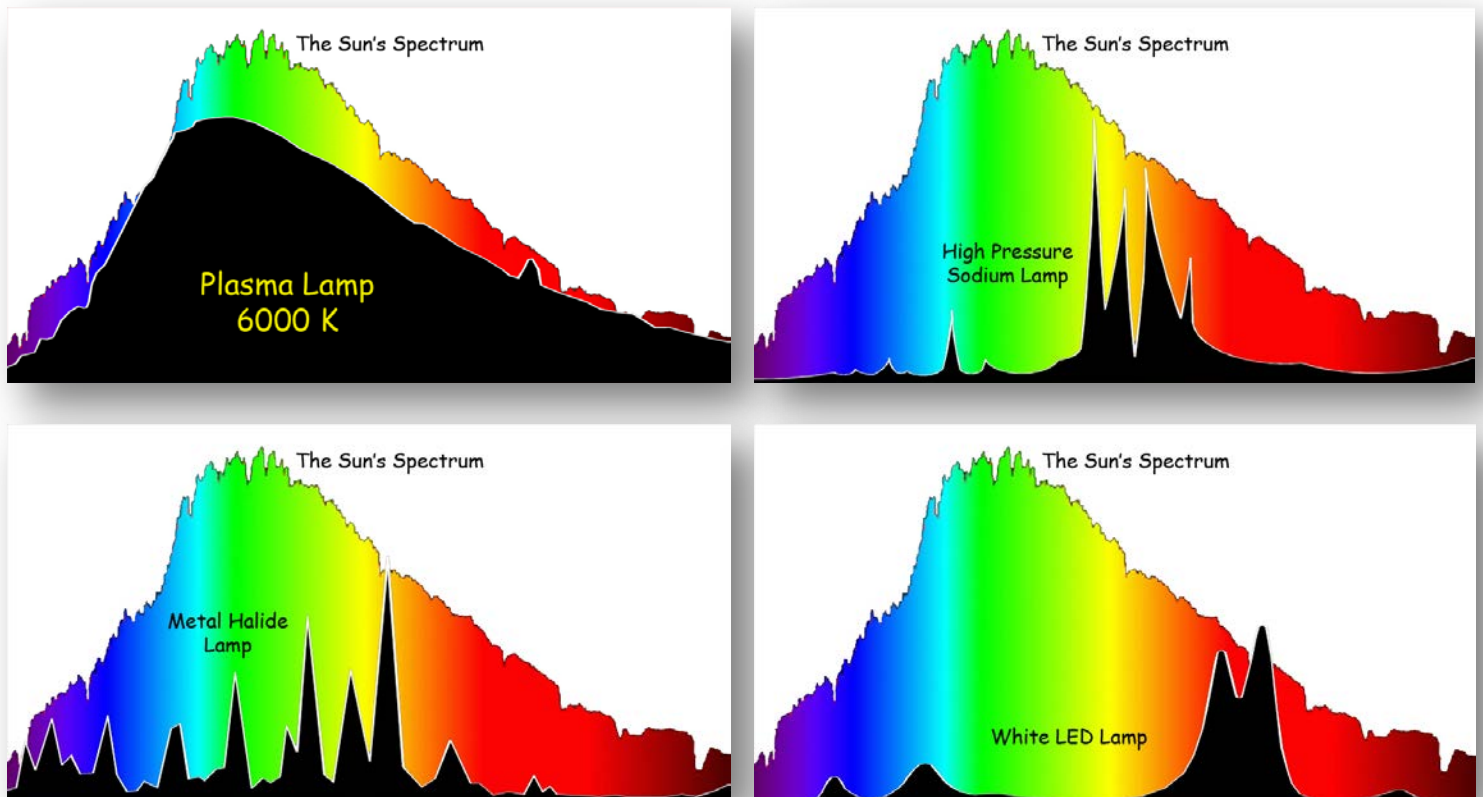 The Sun's Spectrum
Plasma Lamp
6000 K
The Sun's Spectrum
High Pressure
Sodium Lamp
The Sun's Spectrum
Metal Halide
Lamp
The Sun's Spectrum
White LED Lamp